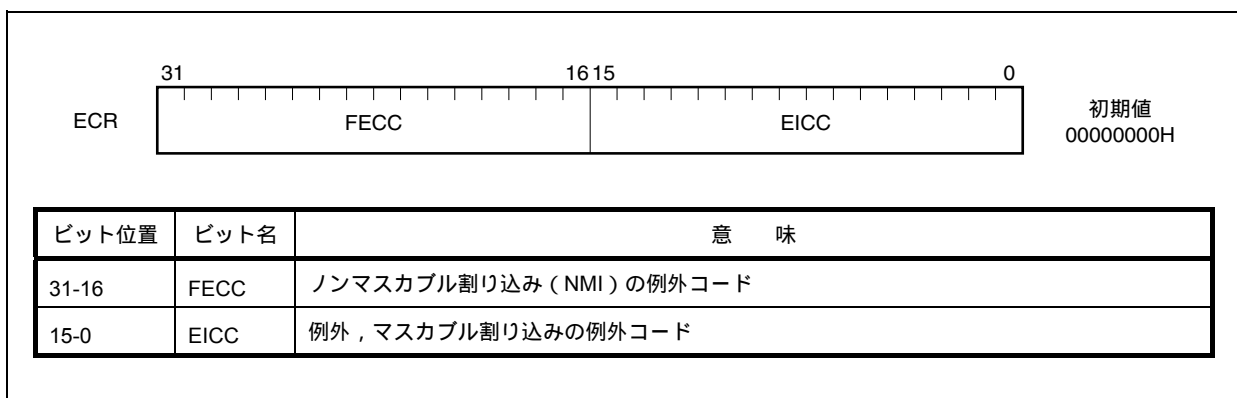 31 16 15 0
ECR FECC EICC 初期値
00000000H
ビット位置 ビット名 意 味
31-16 FECC ノンマスカブル割り込み(NMI)の例外コード
15-0 EICC 例外,マスカブル割り込みの例外コード